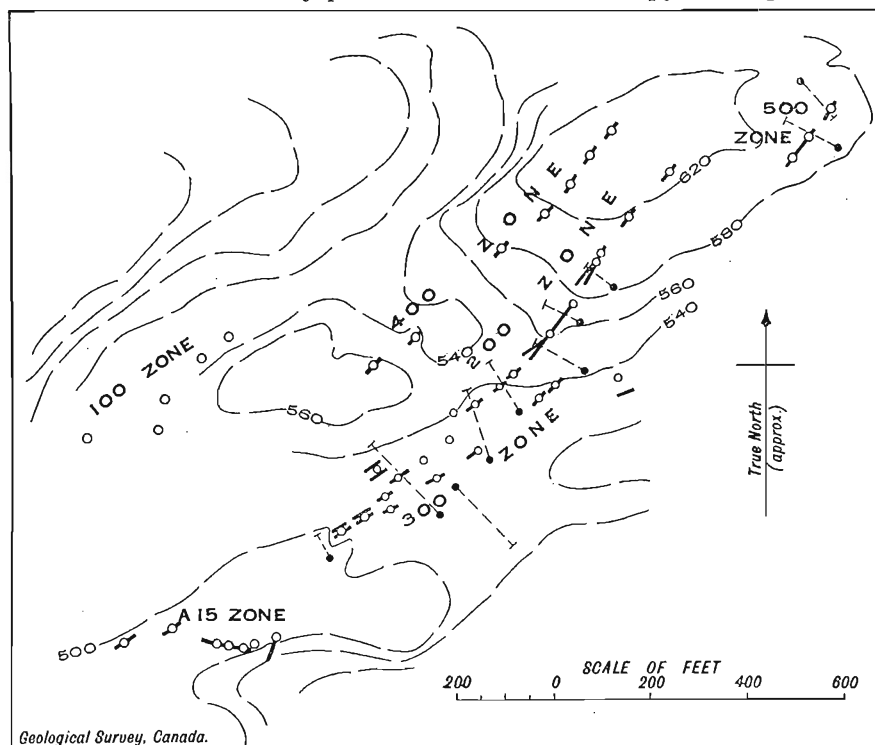 500
ZONE
620
ZONE
ZONE
580
560
540
400
540
200
100 ZONE
560
ZONE
300
True North
(approx.)
A 15 ZONE
500
SCALE OF FEET
200 0 200 400 600
Geological Survey, Canada.